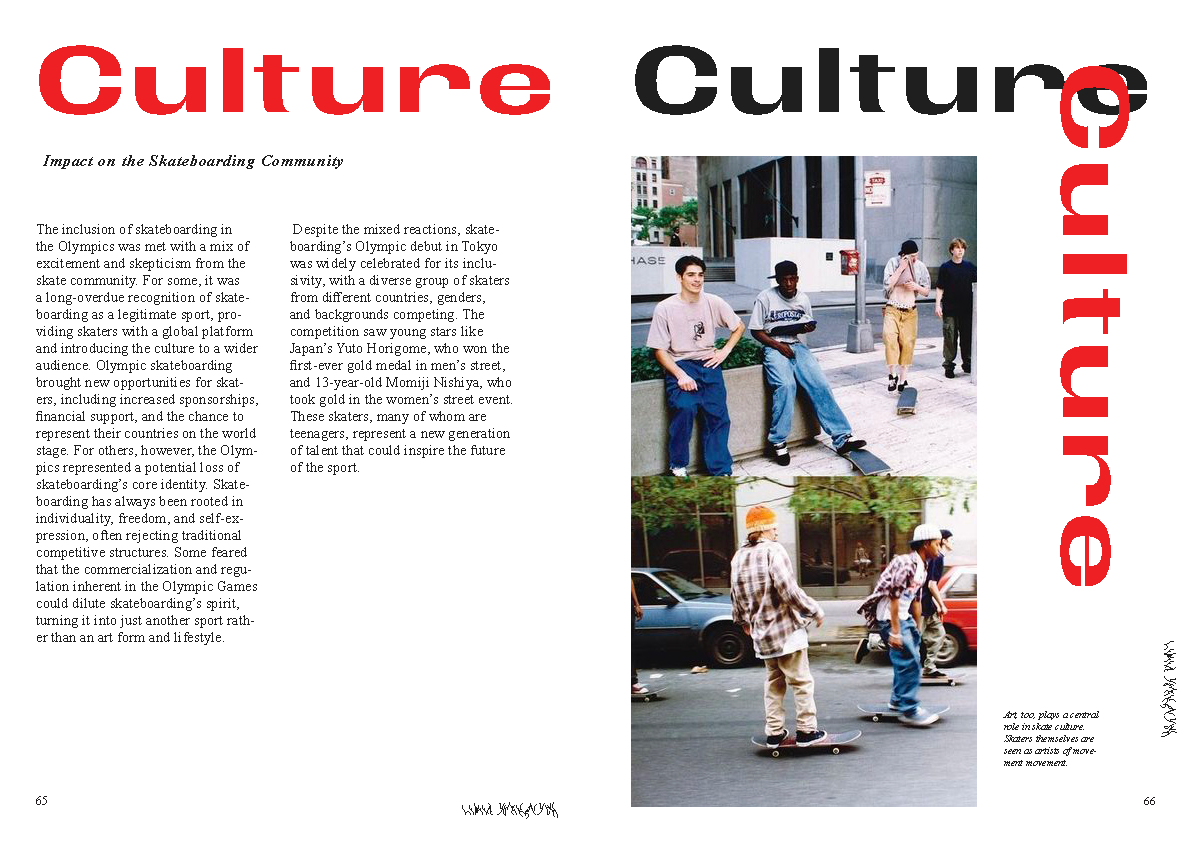 Culture
Impact on the Skateboarding Community
The inclusion of skateboarding in
the Olympics was met with a mix of
excitement and skepticism from the
skate community. For some, it was
a long-overdue recognition of skate-
boarding as a legitimate sport, pro-
viding skaters with a global platform
and introducing the culture to a wider
audience. Olympic skateboarding
brought new opportunities for skat-
ers, including increased sponsorships,
financial support, and the chance to
represent their countries on the world
stage. For others, however, the Olym-
pics represented a potential loss of
skateboarding's core identity. Skate-
boarding has always been rooted in
individuality, freedom, and self-ex-
pression, often rejecting traditional
competitive structures. Some feared
that the commercialization and regu-
lation inherent in the Olympic Games
could dilute skateboarding's spirit,
turning it into just another sport rath-
er than an art form and lifestyle.
Despite the mixed reactions, skate-
boarding's Olympic debut in Tokyo
was widely celebrated for its inclu-
sivity, with a diverse group of skaters
from different countries, genders,
and backgrounds competing. The
competition saw young stars like
Japan's Yuto Horigome, who won the
first-ever gold medal in men's street,
and 13-year-old Momiji Nishiya, who
took gold in the women's street event.
These skaters, many of whom are
teenagers, represent a new generation
of talent that could inspire the future
of the sport.
65
Culture
Culture
HASE
TAXI
AEROPOSTALE
Art, too, plays a central
role in skate culture.
Skaters themselves are
seen as artists of move-
ment movement.
66